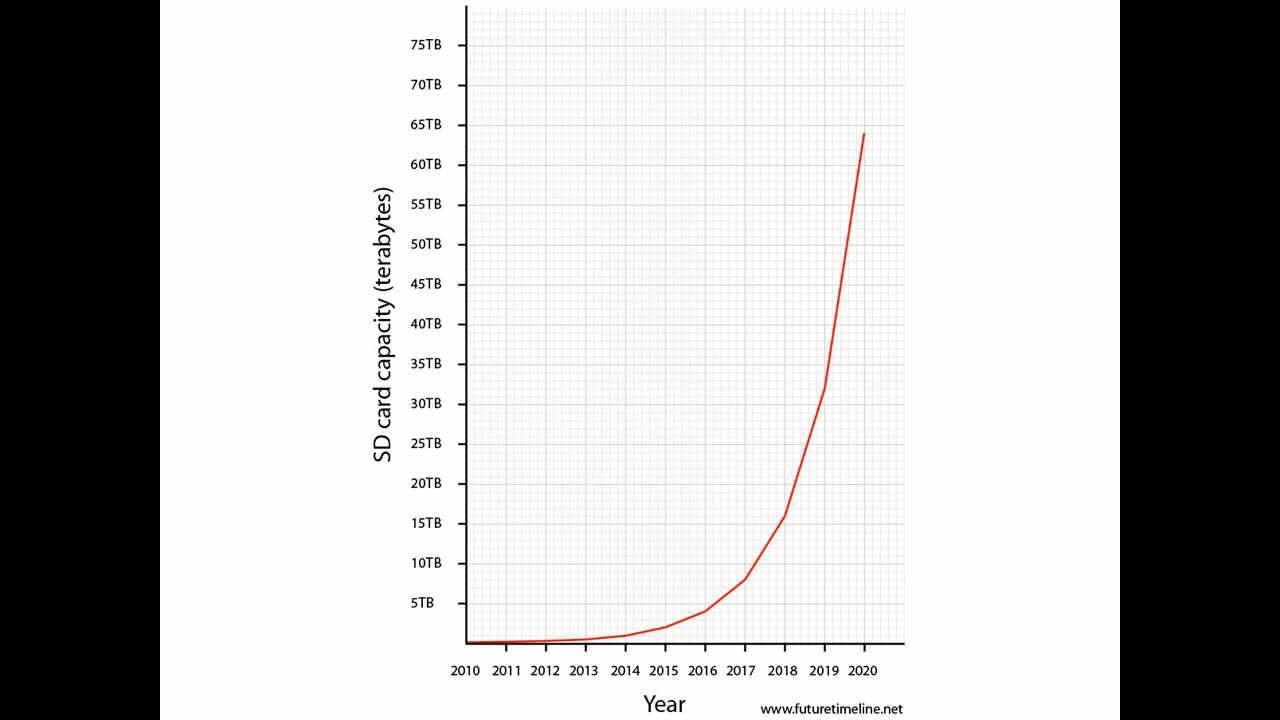 75TB
70TB
65TB
60TB
55TB
50TB
45TB
40TB
35TB
30TB
25TB
20TB
15TB
10TB
5TB
SD card capacity (terabytes)
2010 2011 2012 2013 2014 2015 2016 2017 2018 2019 2020
Year
www.futuretimeline.net